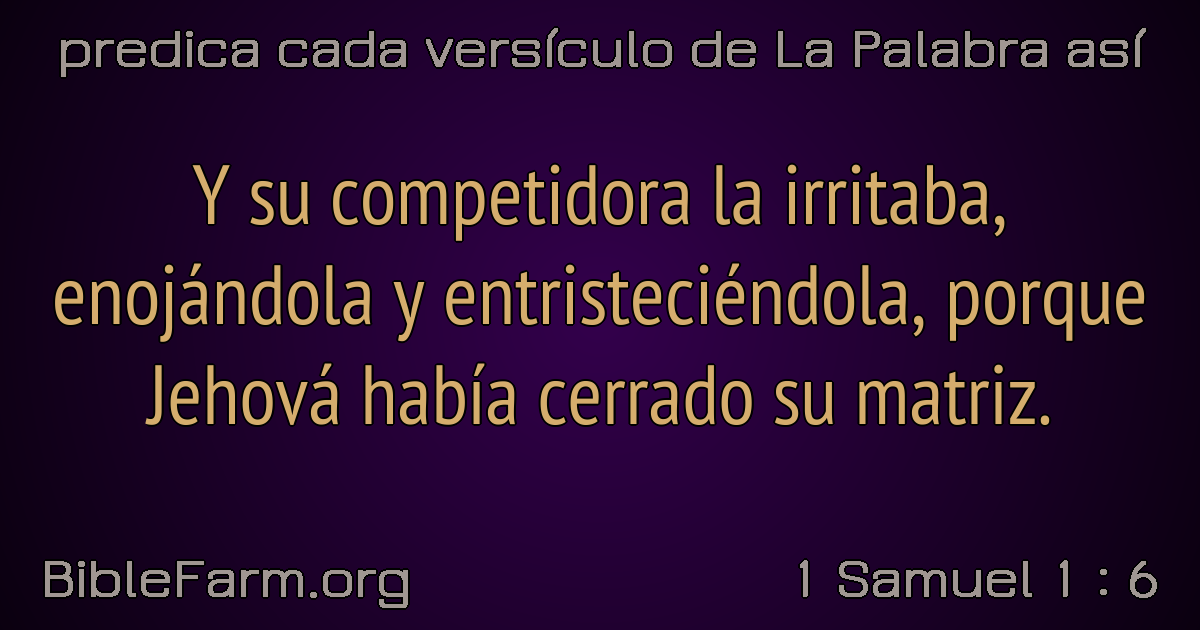 predica cada versículo de La Palabra así
Y su competidora la irritaba,
enojándola y entristeciéndola, porque
Jehová había cerrado su matriz.
BibleFarm.org
1 Samuel 1 : 6